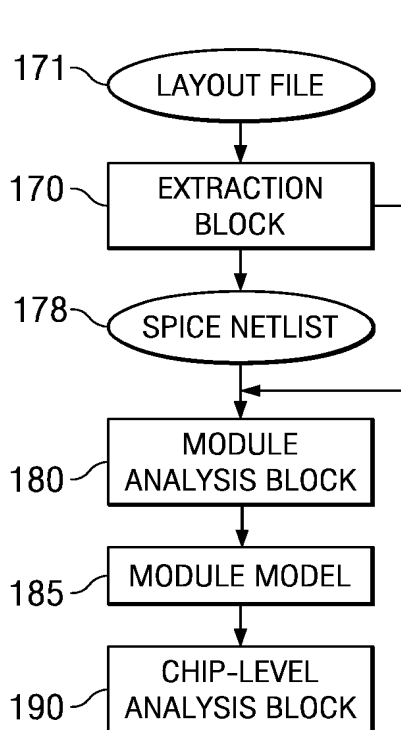 171
LAYOUT FILE
170
EXTRACTION
BLOCK
178
SPICE NETLIST
MODULE
180
ANALYSIS BLOCK
185
MODULE MODEL
CHIP-LEVEL
190
ANALYSIS BLOCK